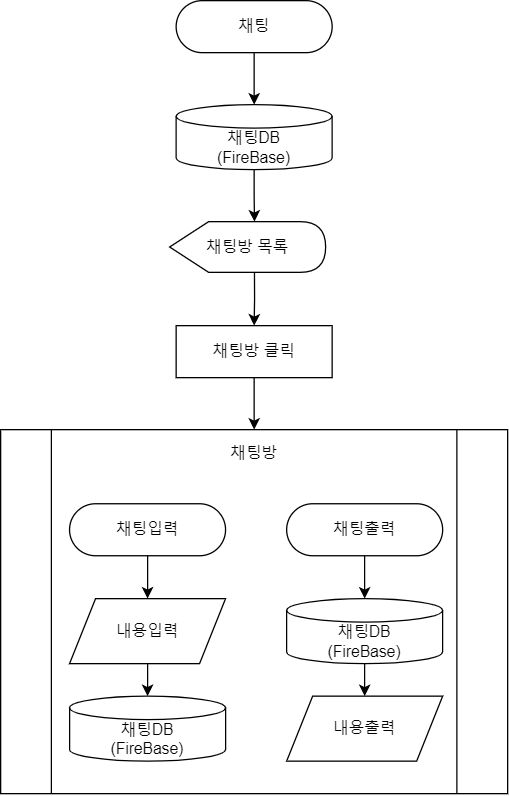 채팅
채팅DB
(FireBase)
채팅방 목록
채팅방 클릭
채팅방
채팅입력
내용입력
채팅DB
(FireBase)
채팅출력
채팅DB
(FireBase)
내용출력